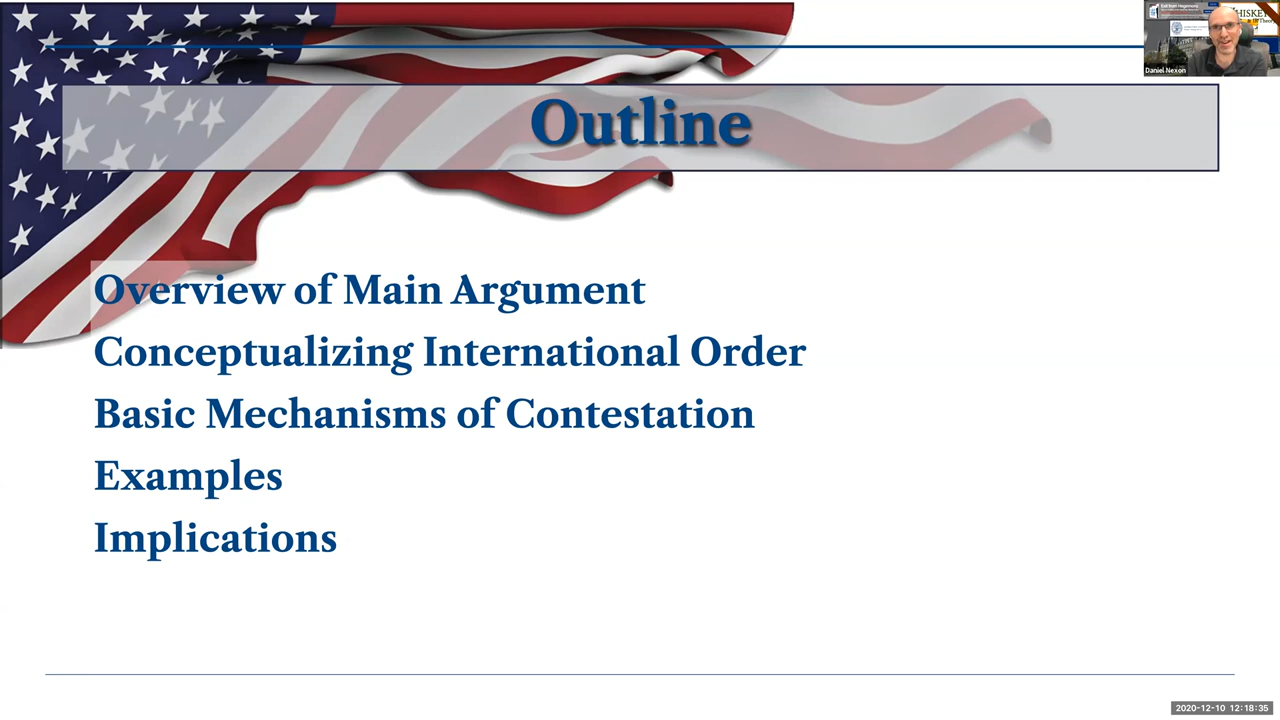 Outline
Overview of Main Argument
Conceptualizing International Order
Basic Mechanisms of Contestation
Examples
Implications
Daniel Nexon
2020-12-10 12:18:35